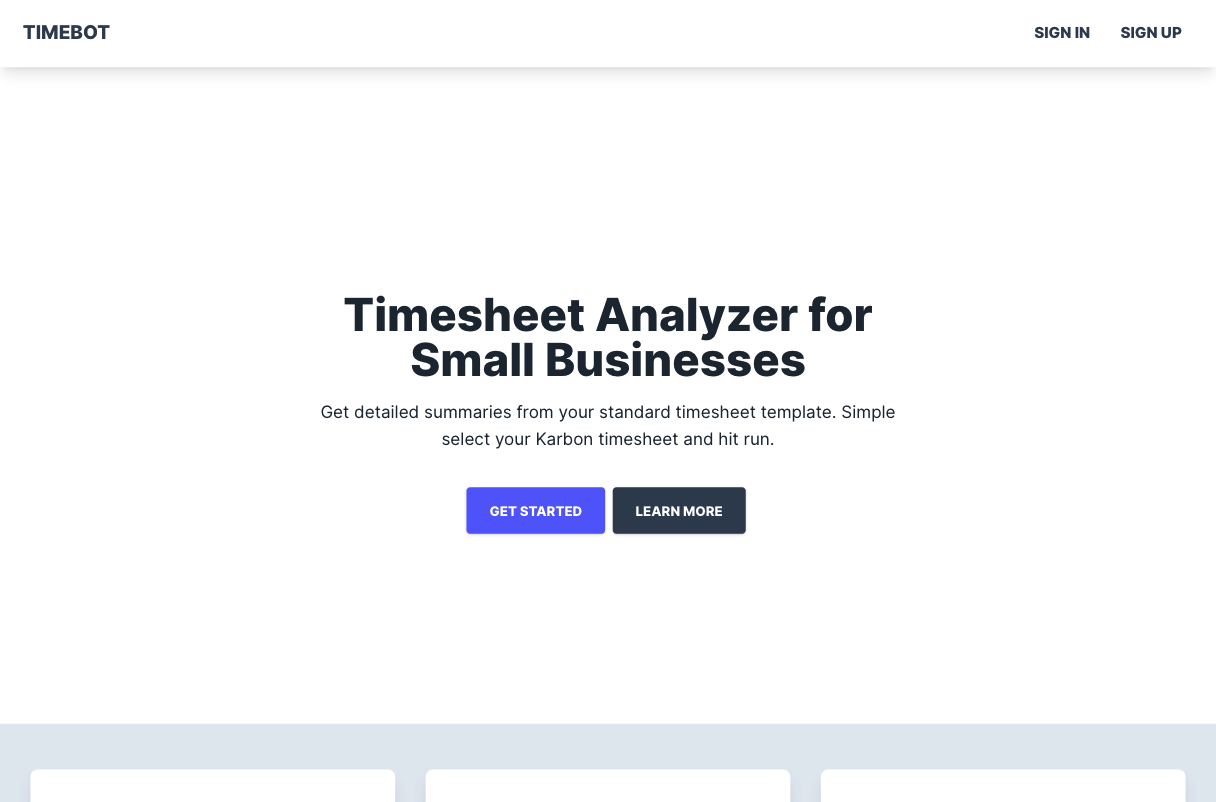 TIMEBOT
SIGN IN
SIGN UP
Timesheet Analyzer for
Small Businesses
Get detailed summaries from your standard timesheet template. Simple
select your Karbon timesheet and hit run.
GET STARTED
LEARN MORE